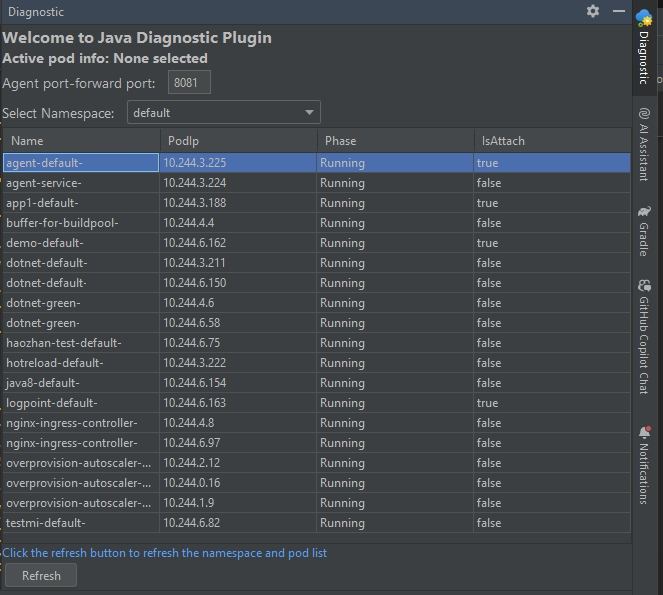 Diagnostic
Welcome to Java Diagnostic Plugin
Active pod info: None selected
Agent port-forward port: 8081
Select Namespace: default
Name PodIp Phase IsAttach
agent-default- 10.244.3.225 Running true
agent-service- 10.244.3.224 Running false
app1-default- 10.244.3.188 Running true
buffer-for-buildpool- 10.244.4.4 Running false
demo-default- 10.244.6.162 Running true
dotnet-default- 10.244.3.211 Running false
dotnet-default- 10.244.6.150 Running false
dotnet-green- 10.244.4.6 Running false
dotnet-green- 10.244.6.58 Running false
haozhan-test-default- 10.244.6.75 Running false
hotreload-default- 10.244.3.222 Running false
java8-default- 10.244.6.154 Running false
logpoint-default- 10.244.6.163 Running true
nginx-ingress-controller- 10.244.4.8 Running false
nginx-ingress-controller- 10.244.6.97 Running false
overprovision-autoscaler-... 10.244.2.12 Running false
overprovision-autoscaler-... 10.244.0.16 Running false
overprovision-autoscaler-... 10.244.1.9 Running false
testmi-default- 10.244.6.82 Running false
Click the refresh button to refresh the namespace and pod list
Refresh
Diagnostic
AI Assistant
Gradle
GitHub Copilot Chat
Notifications